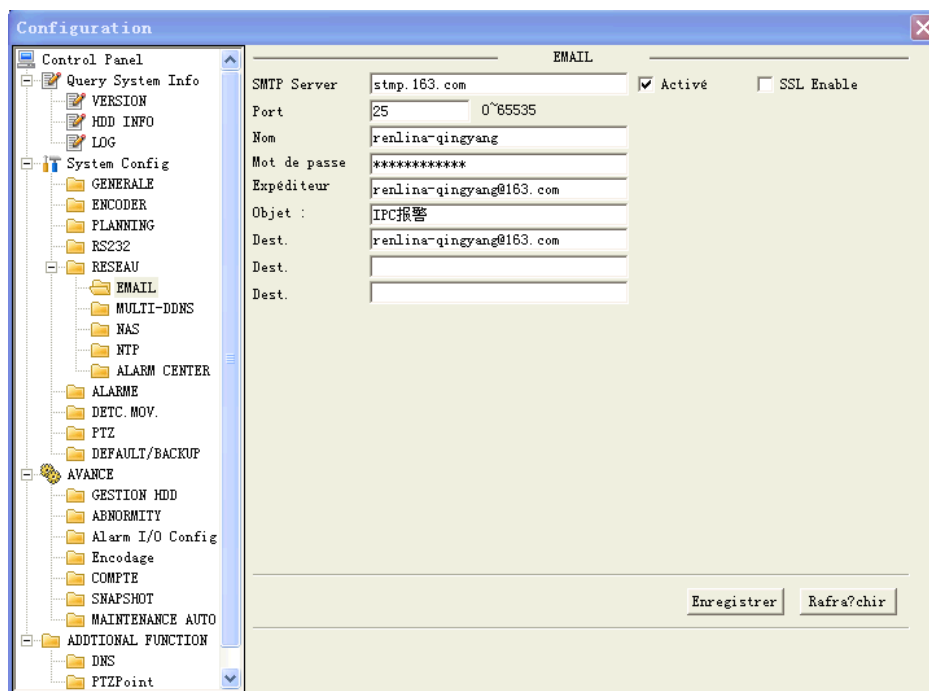 Configuration
Control Panel
Query System Info
VERSION
HDD INFO
LOG
System Config
GENERALE
ENCODER
PLANNING
RS232
RESEAU
EMAIL
MULTI-DDNS
NAS
NTP
ALARM CENTER
ALARME
DETC.MOV.
PTZ
DEFAULT/BACKUP
AVANCE
GESTION HDD
ABNORMITY
Alarm I/O Config
Encodage
COMPTE
SNAPSHOT
MAINTENANCE AUTO
ADDTIONAL FUNCTION
DNS
PTZPoint
EMAIL
SMTP Server stmp.163.com Activé SSL Enable
Port 25 0~65535
Nom renlina-qingyang
Mot de passe ************
Expéditeur renlina-qingyang@163.com
Objet : IPC报警
Dest. renlina-qingyang@163.com
Dest.
Dest.
Enregistrer Rafra?chir